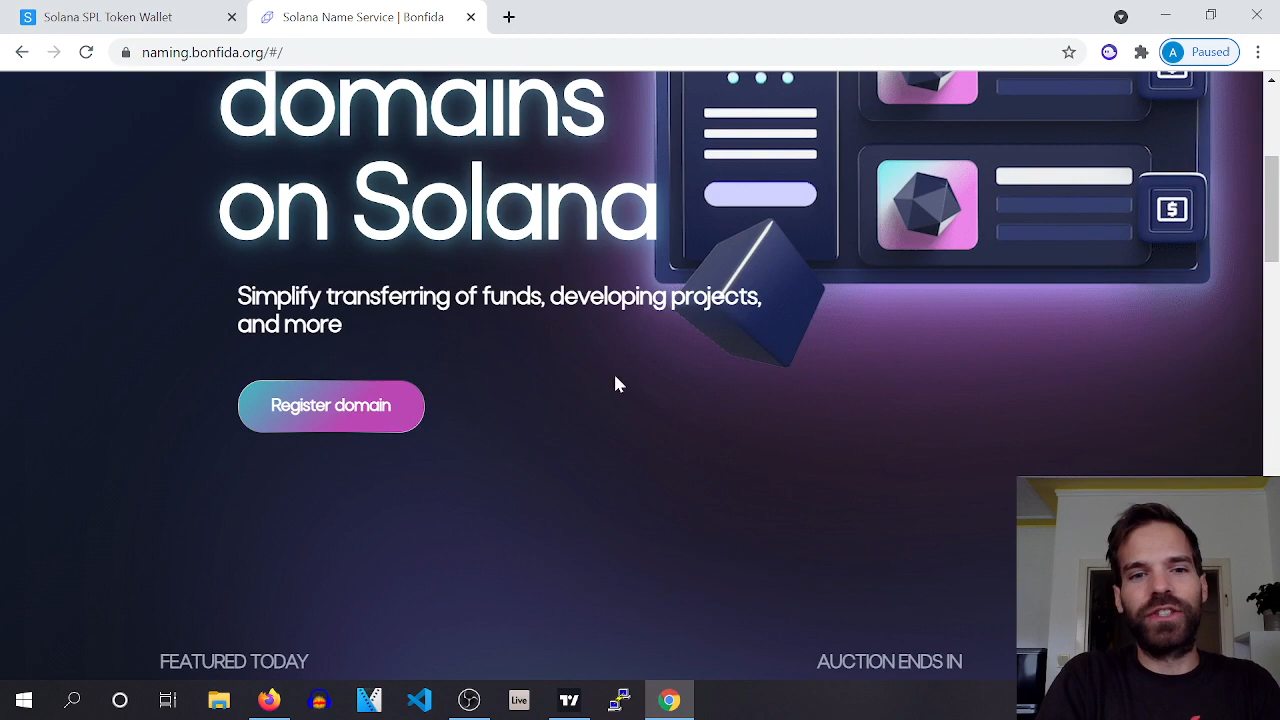 Solana SPL Token Wallet
Solana Name Service | Bonfida
naming.bonfida.org/#/
A
Paused
domains
on Solana
Simplify transferring of funds, developing projects,
and more
Register domain
FEATURED TODAY
AUCTION ENDS IN
Live